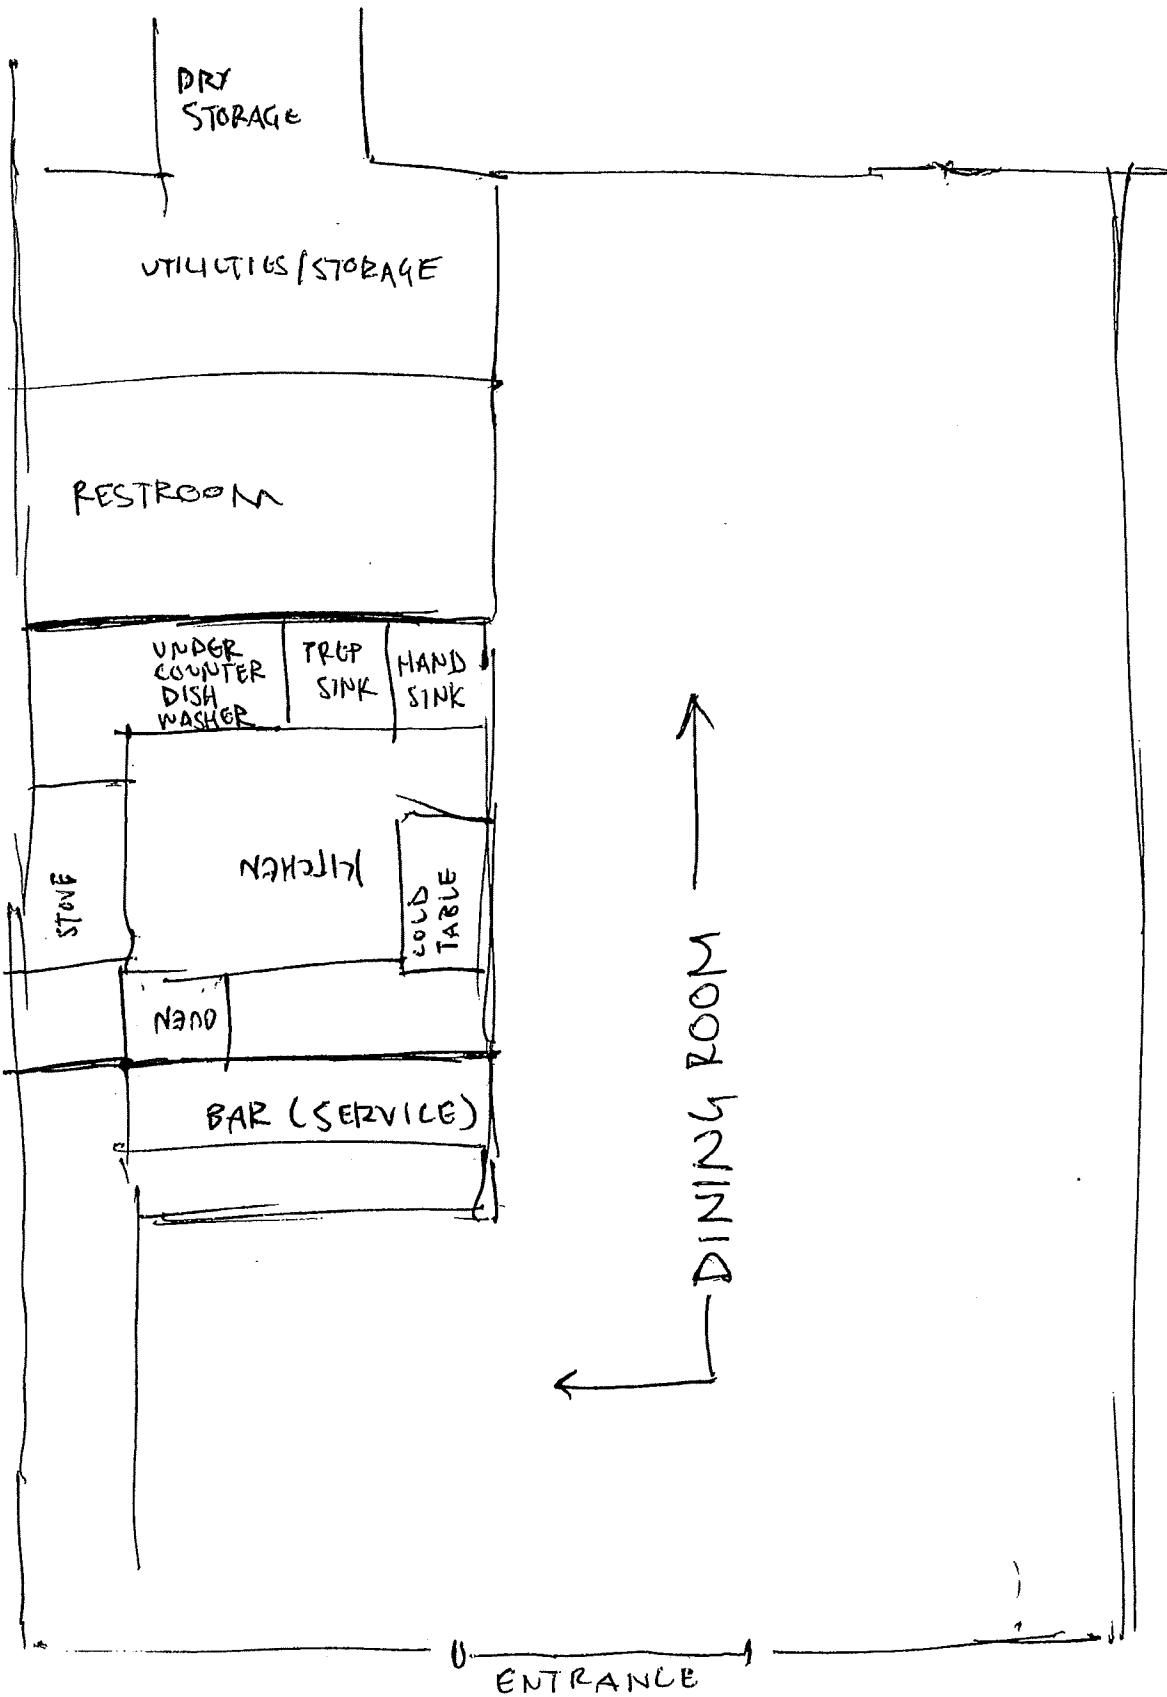 DRY
STORAGE
UTILITIES/STORAGE
RESTROOM
UNDER
COUNTER
DISH
WASHER
PREP
SINK
HAND
SINK
KITCHEN
STOVE
COLD
TABLE
OVEN
BAR (SERVICE)
DINING ROOM
ENTRANCE